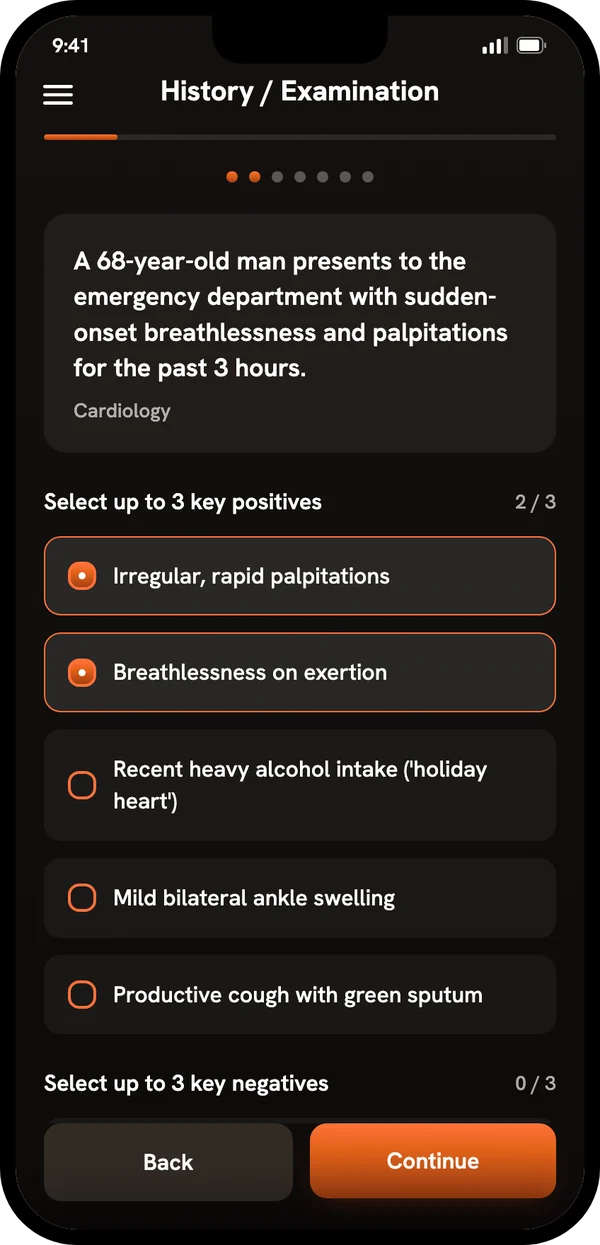 9:41
History / Examination
A 68-year-old man presents to the
emergency department with sudden-
onset breathlessness and palpitations
for the past 3 hours.
Cardiology
Select up to 3 key positives 2 / 3
Irregular, rapid palpitations
Breathlessness on exertion
Recent heavy alcohol intake ('holiday
heart')
Mild bilateral ankle swelling
Productive cough with green sputum
Select up to 3 key negatives 0 / 3
Back Continue